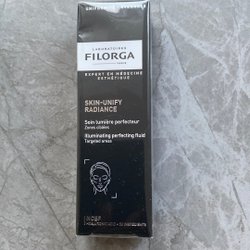 LABORATOIRES
FILORGA
PARIS
EXPERT EN MÉDECINE
ESTHÉTIQUE
SKIN-UNIFY
RADIANCE
Soin lumière perfecteur
Zones ciblées
Illuminating perfecting fluid
Targeted areas
NCEF